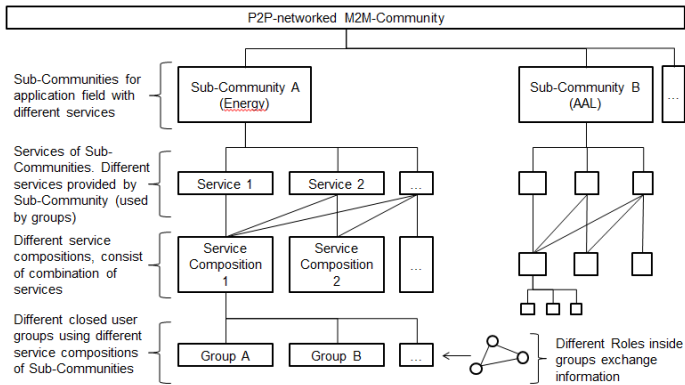 P2P-networked M2M-Community
Sub-Communities for
application field with
different services
Sub-Community A
(Energy)
Sub-Community B
(AAL)
...
Services of Sub-
Communities. Different
services provided by
Sub-Community (used
by groups)
Service 1
Service 2
...
Different service
compositions, consist
of combination of
services
Service
Composition
1
Service
Composition
2
...
Different closed user
groups using different
service compositions
of Sub-Communities
Group A
Group B
...
Different Roles inside
groups exchange
information